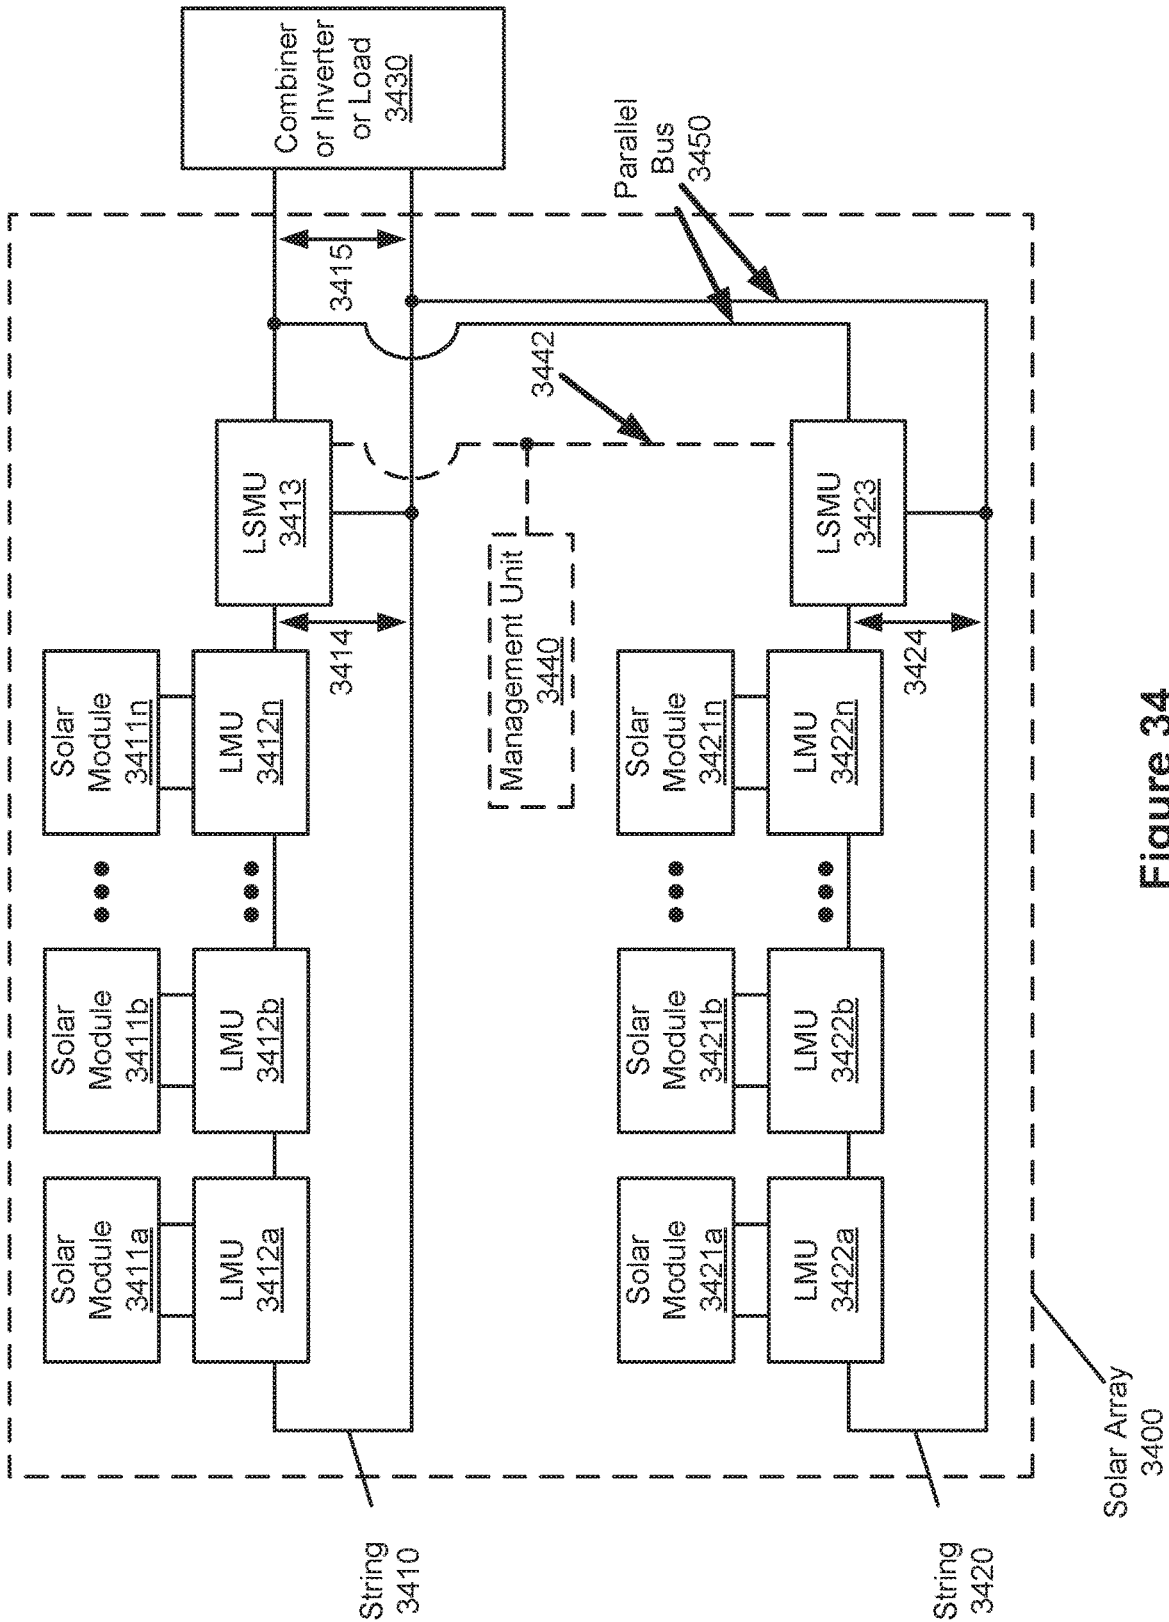 Combiner
or Inverter
or Load
3430
Solar
Module
3411a
Solar
Module
3411b
Solar
Module
3411n
LMU
3412a
LMU
3412b
LMU
3412n
LSMU
3413
3414
3415
String
3410
Parallel
Bus
3450
3442
Management Unit
3440
Solar
Module
3421a
Solar
Module
3421b
Solar
Module
3421n
LMU
3422a
LMU
3422b
LMU
3422n
LSMU
3423
3424
String
3420
Solar Array
3400
Figure 34